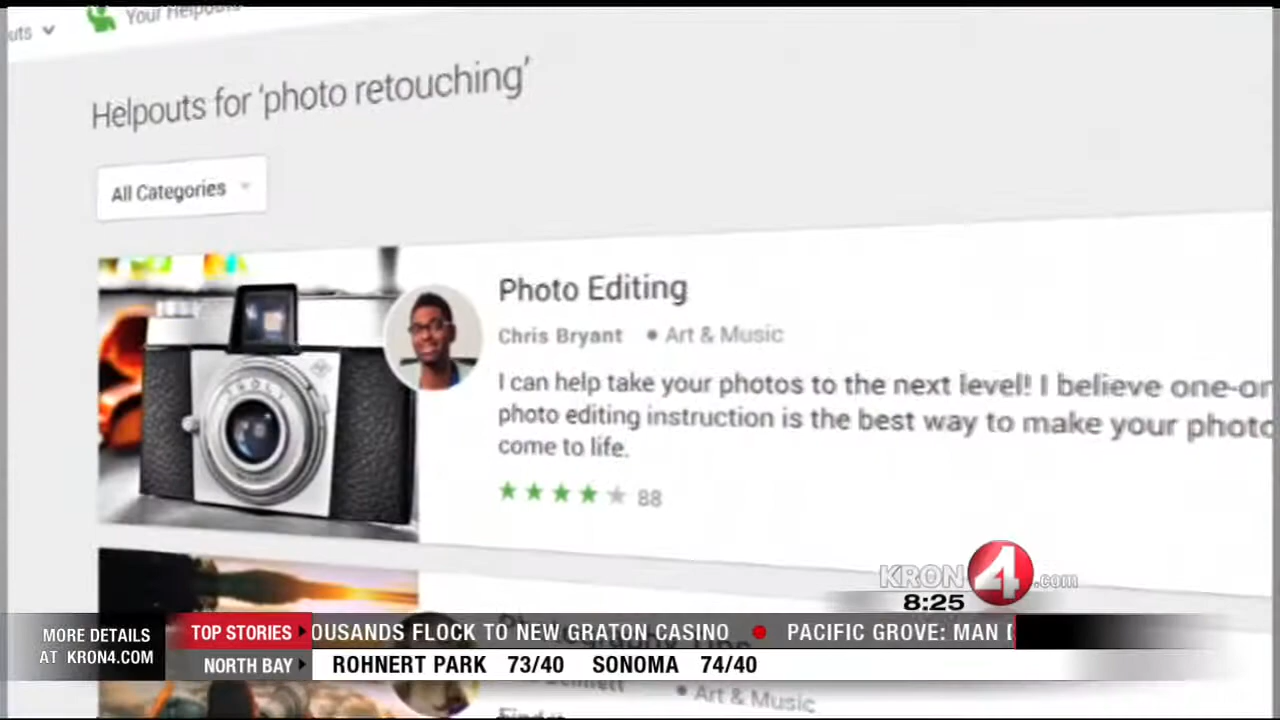 uts
Your Helpouts
Helpouts for 'photo retouching'
All Categories
Photo Editing
Chris Bryant • Art & Music
I can help take your photos to the next level! I believe one-on
photo editing instruction is the best way to make your photo
come to life.
88
KRON4.com
8:25
MORE DETAILS
AT KRON4.COM
TOP STORIES
OUSANDS FLOCK TO NEW GRATON CASINO • PACIFIC GROVE: MAN
NORTH BAY
ROHNERT PARK 73/40 SONOMA 74/40
• Art & Music